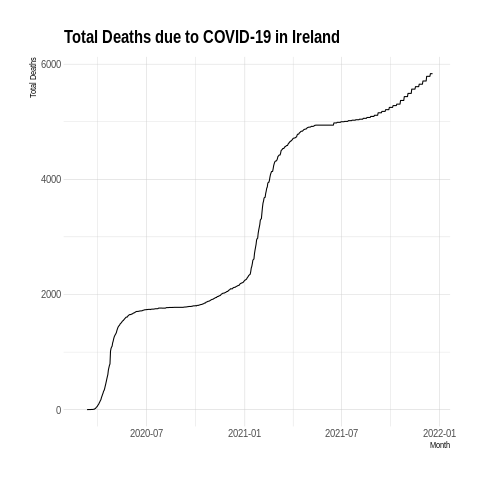 Total Deaths due to COVID-19 in Ireland
Total Deaths
6000
4000
2000
0
2020-07 2021-01 2021-07 2022-01
Month